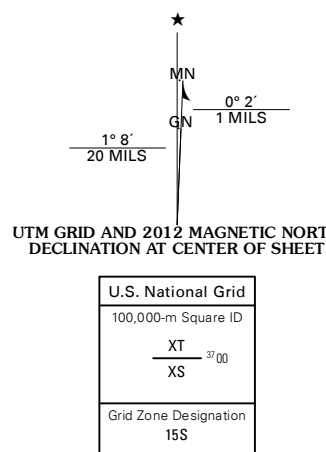 ★
MN
0° 2´
1 MILS
GN
1° 8´
20 MILS
UTM GRID AND 2012 MAGNETIC NORT
DECLINATION AT CENTER OF SHEET
U.S. National Grid
100,000-m Square ID
XT
3700
XS
Grid Zone Designation
15S